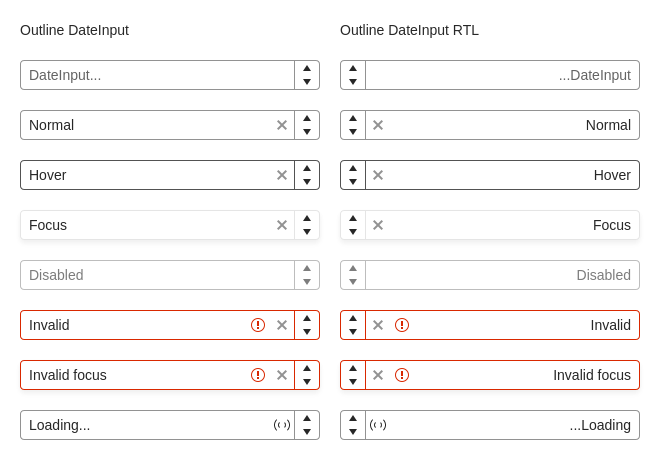 Outline DateInput
Outline DateInput RTL
DateInput...
...DateInput
Normal
Normal
Hover
Hover
Focus
Focus
Disabled
Disabled
Invalid
Invalid
Invalid focus
Invalid focus
Loading...
...Loading